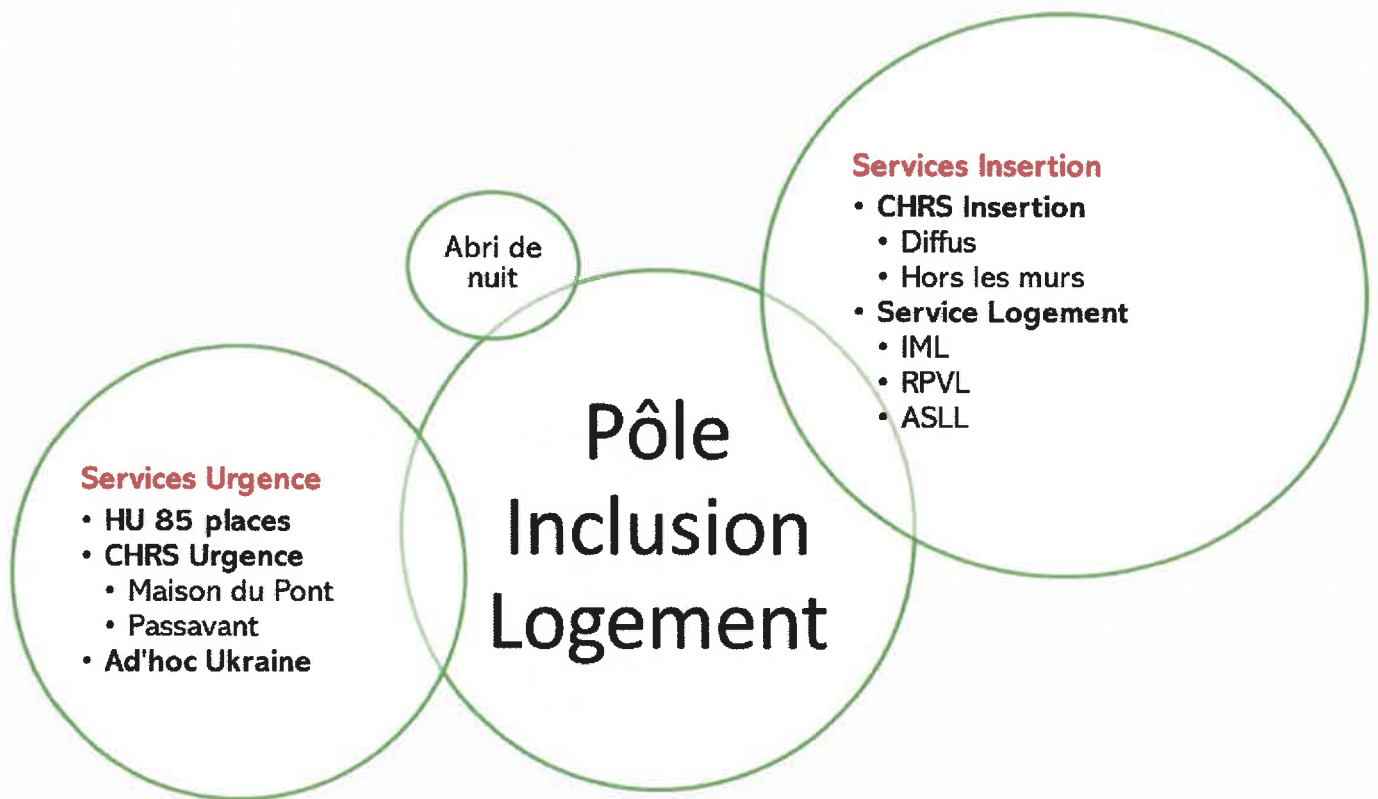 Services Insertion
• CHRS Insertion
• Diffus
• Hors les murs
• Service Logement
• IML
• RPVL
• ASLL
Abri de
nuit
Pôle
Inclusion
Logement
Services Urgence
• HU 85 places
• CHRS Urgence
• Maison du Pont
• Passavant
• Ad'hoc Ukraine